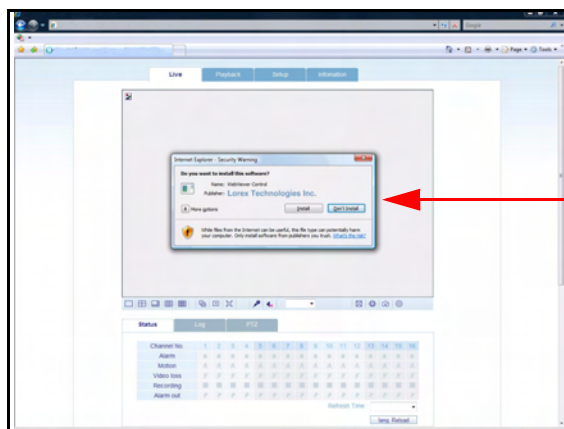 Google
Page
Tools
Live Playback Setup Infomation
Internet Explorer - Security Warning
Do you want to install this software?
Name: WebViewer Control
Publisher: Lorex Technologies Inc.
More options
Install
Don't Install
While files from the Internet can be useful, this file type can potentially harm
your computer. Only install software from publishers you trust. What's the risk?
Status Log PTZ
Channel No. 1 2 3 4 5 6 7 8 9 10 11 12 13 14 15 16
Alarm
Motion
Video loss
Recording
Alarm out
Refresh Time
Reload